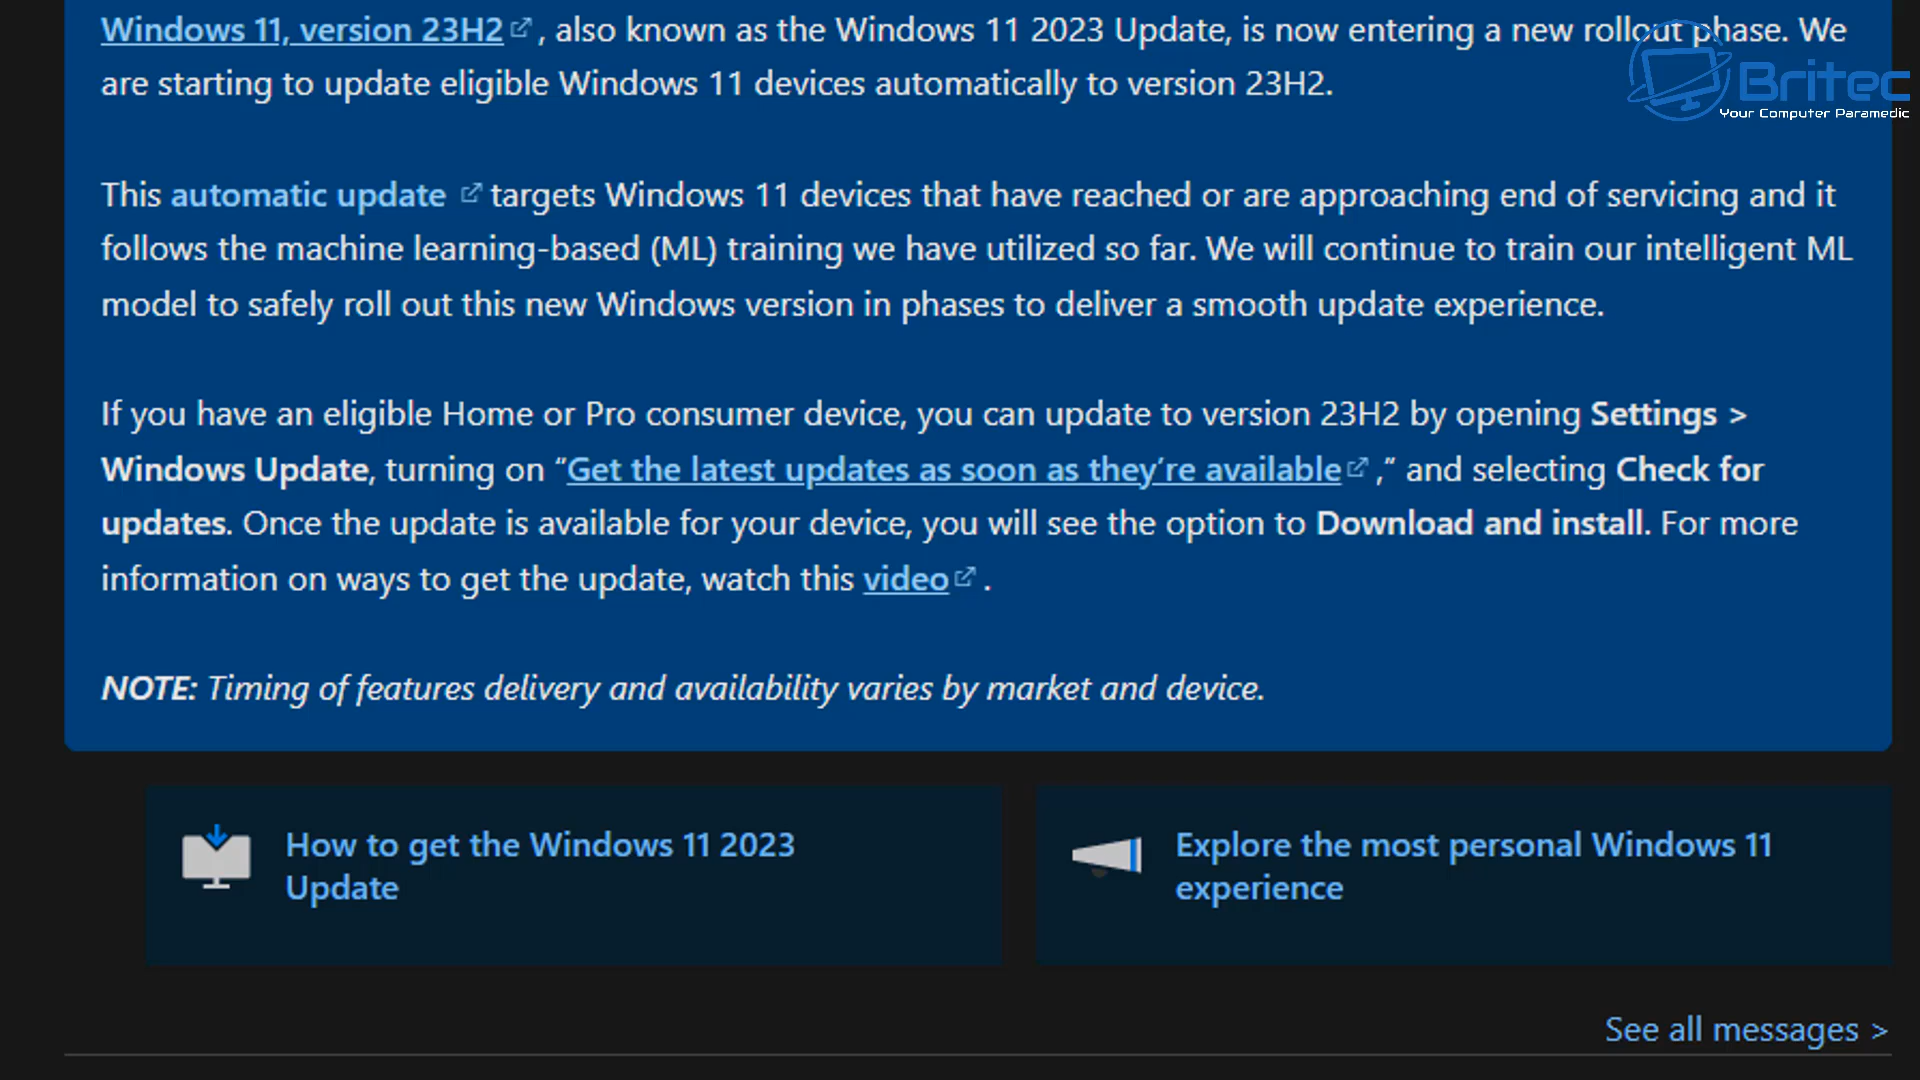 Windows 11, version 23H2 , also known as the Windows 11 2023 Update, is now entering a new rollout phase. We
are starting to update eligible Windows 11 devices automatically to version 23H2.
Britec
Your Computer Paramedic
This automatic update targets Windows 11 devices that have reached or are approaching end of servicing and it
follows the machine learning-based (ML) training we have utilized so far. We will continue to train our intelligent ML
model to safely roll out this new Windows version in phases to deliver a smooth update experience.
If you have an eligible Home or Pro consumer device, you can update to version 23H2 by opening Settings >
Windows Update, turning on “Get the latest updates as soon as they’re available ,” and selecting Check for
updates. Once the update is available for your device, you will see the option to Download and install. For more
information on ways to get the update, watch this video .
NOTE: Timing of features delivery and availability varies by market and device.
How to get the Windows 11 2023
Update
Explore the most personal Windows 11
experience
See all messages >